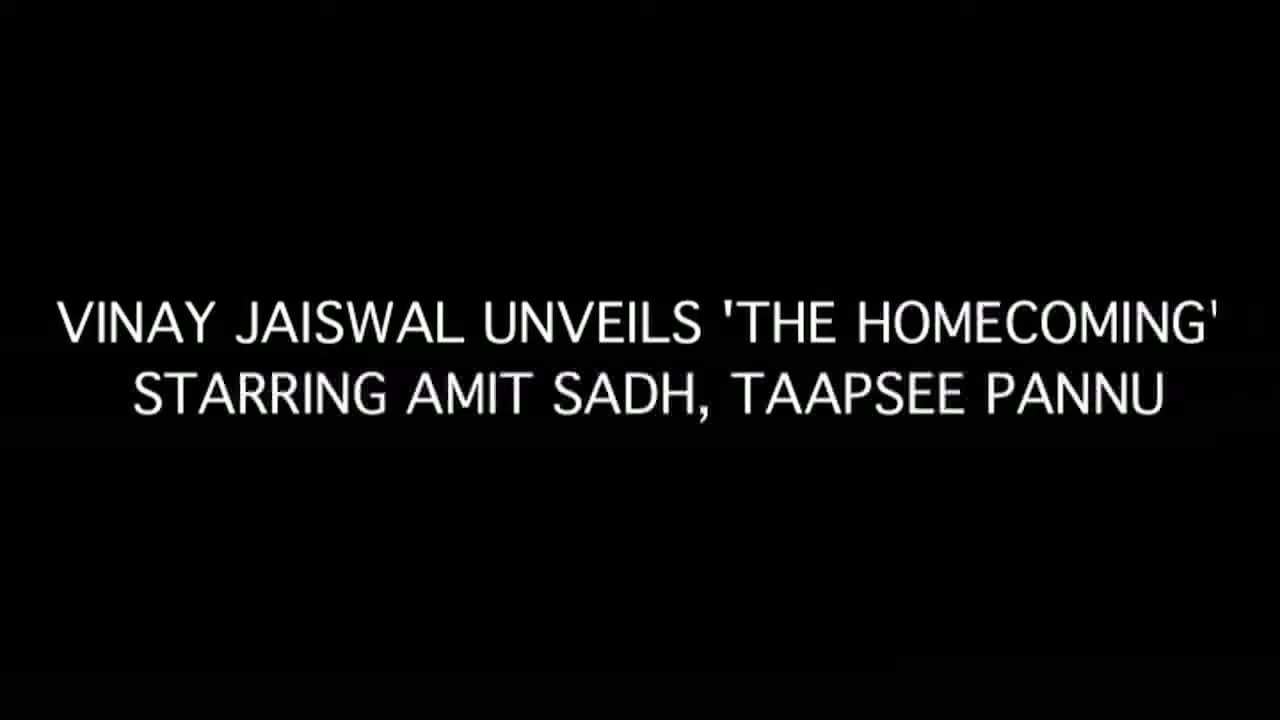 VINAY JAISWAL UNVEILS 'THE HOMECOMING'
STARRING AMIT SADH, TAAPSEE PANNU